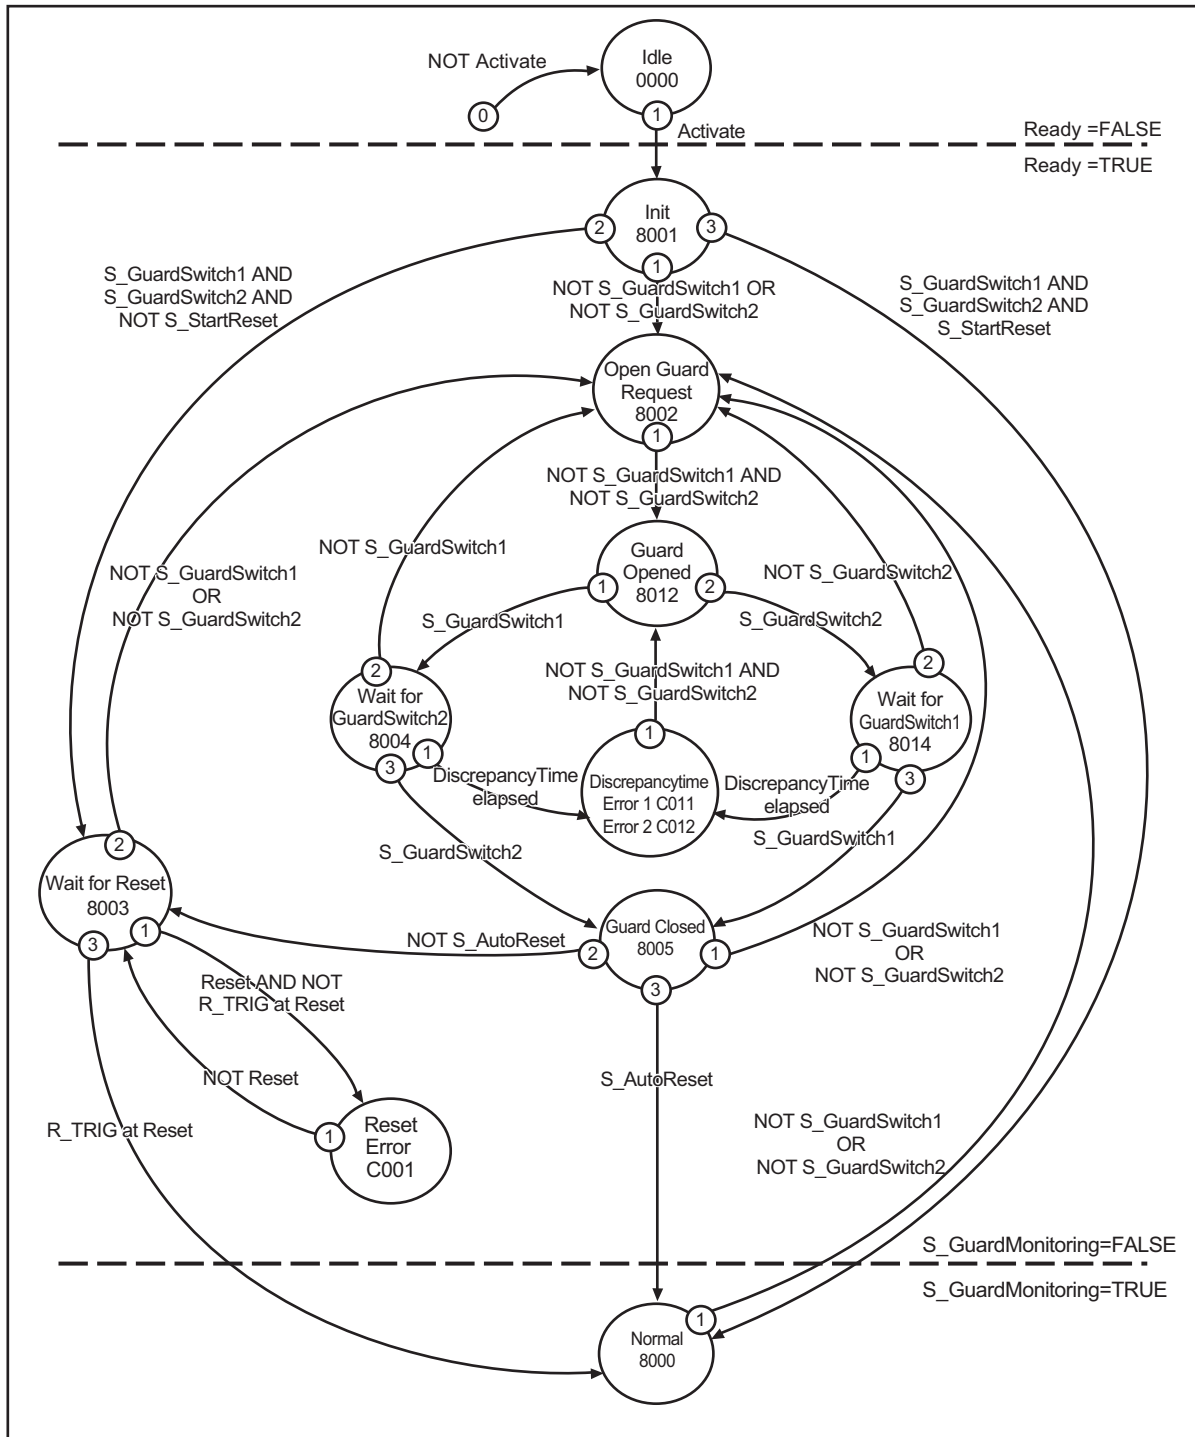 Idle
0000
NOT Activate
0
1
Activate
Ready =FALSE
Ready =TRUE
Init
8001
2
3
1
S_GuardSwitch1 AND
S_GuardSwitch2 AND
NOT S_StartReset
NOT S_GuardSwitch1 OR
NOT S_GuardSwitch2
S_GuardSwitch1 AND
S_GuardSwitch2 AND
S_StartReset
Open Guard
Request
8002
1
NOT S_GuardSwitch1 AND
NOT S_GuardSwitch2
NOT S_GuardSwitch1
Guard
Opened
8012
1
2
NOT S_GuardSwitch2
NOT S_GuardSwitch1
OR
NOT S_GuardSwitch2
S_GuardSwitch1
S_GuardSwitch2
NOT S_GuardSwitch1 AND
NOT S_GuardSwitch2
2
Wait for
GuardSwitch2
8004
1
3
2
Wait for
GuardSwitch1
8014
1
3
1
Discrepancytime
Error 1 C011
Error 2 C012
DiscrepancyTime
elapsed
DiscrepancyTime
elapsed
S_GuardSwitch2
S_GuardSwitch1
2
Wait for Reset
8003
1
3
NOT S_AutoReset
Guard Closed
8005
2
1
3
NOT S_GuardSwitch1
OR
NOT S_GuardSwitch2
Reset AND NOT
R_TRIG at Reset
NOT Reset
S_AutoReset
R_TRIG at Reset
1
Reset
Error
C001
NOT S_GuardSwitch1
OR
NOT S_GuardSwitch2
S_GuardMonitoring=FALSE
S_GuardMonitoring=TRUE
1
Normal
8000